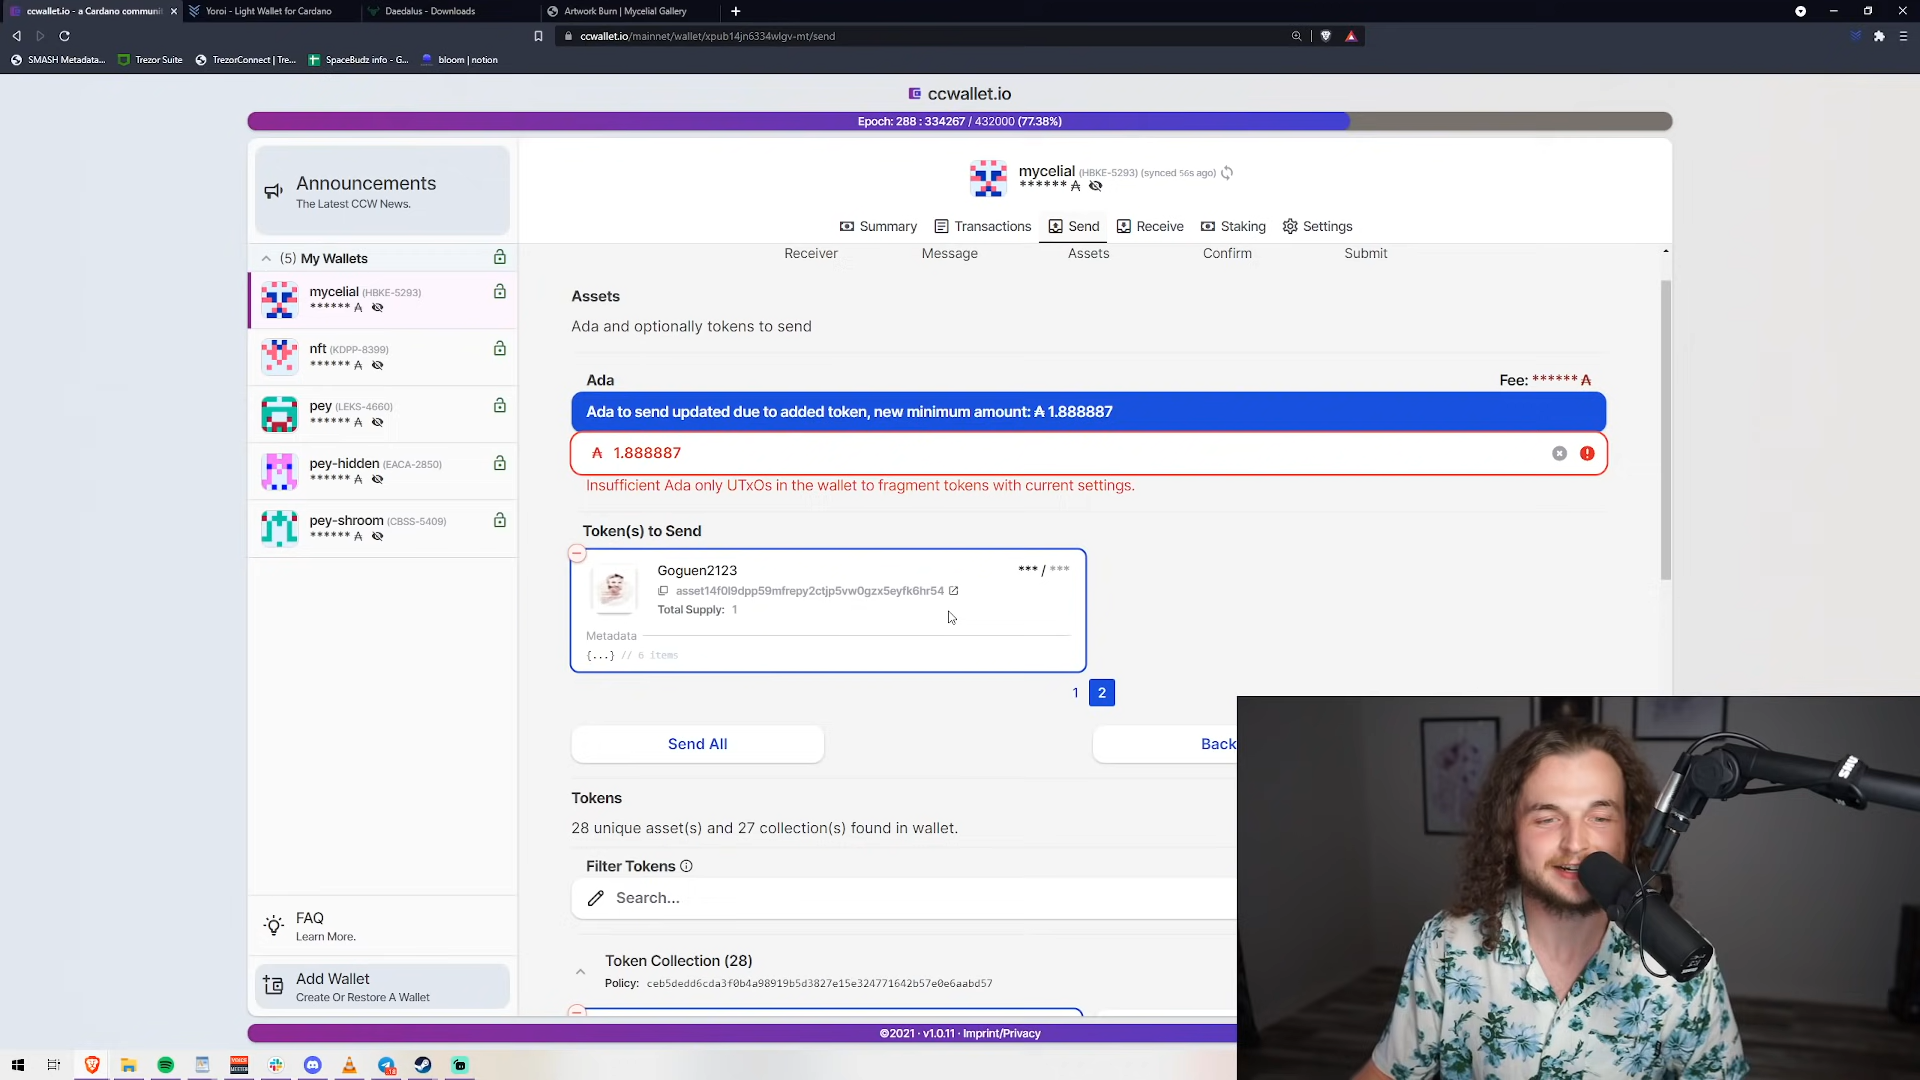 ccwallet.io - a Cardano communi
Yoroi - Light Wallet for Cardano
Daedalus - Downloads
Artwork Burn | Mycelial Gallery
ccwallet.io/mainnet/wallet/xpub14jn6334wlgv-mt/send
SMASH Metadata...
Trezor Suite
TrezorConnect | Tre...
SpaceBudz info - G...
bloom | notion
ccwallet.io
Epoch: 288 : 334267 / 432000 (77.38%)
Announcements
The Latest CCW News.
(5) My Wallets
mycelial (HBKE-5293)
****** ₳
nft (KDPP-8399)
****** ₳
pey (LEKS-4660)
****** ₳
pey-hidden (EACA-2850)
****** ₳
pey-shroom (CBSS-5409)
****** ₳
FAQ
Learn More.
Add Wallet
Create Or Restore A Wallet
mycelial (HBKE-5293) (synced 56s ago)
****** ₳
Summary
Transactions
Send
Receive
Staking
Settings
Receiver
Message
Assets
Confirm
Submit
Assets
Ada and optionally tokens to send
Ada
Fee: ****** ₳
Ada to send updated due to added token, new minimum amount: ₳ 1.888887
₳ 1.888887
Insufficient Ada only UTxOs in the wallet to fragment tokens with current settings.
Token(s) to Send
Goguen2123
*** / ***
asset14f0l9dpp59mfrepy2ctjp5vw0gzx5eyfk6hr54
Total Supply: 1
Metadata
{...} // 6 items
1 2
Send All
Back
Tokens
28 unique asset(s) and 27 collection(s) found in wallet.
Filter Tokens
Search...
Token Collection (28)
Policy: ceb5dedd6cda3f0b4a98919b5d3827e15e324771642b57e0e6aabd57
©2021 · v1.0.11 · Imprint/Privacy